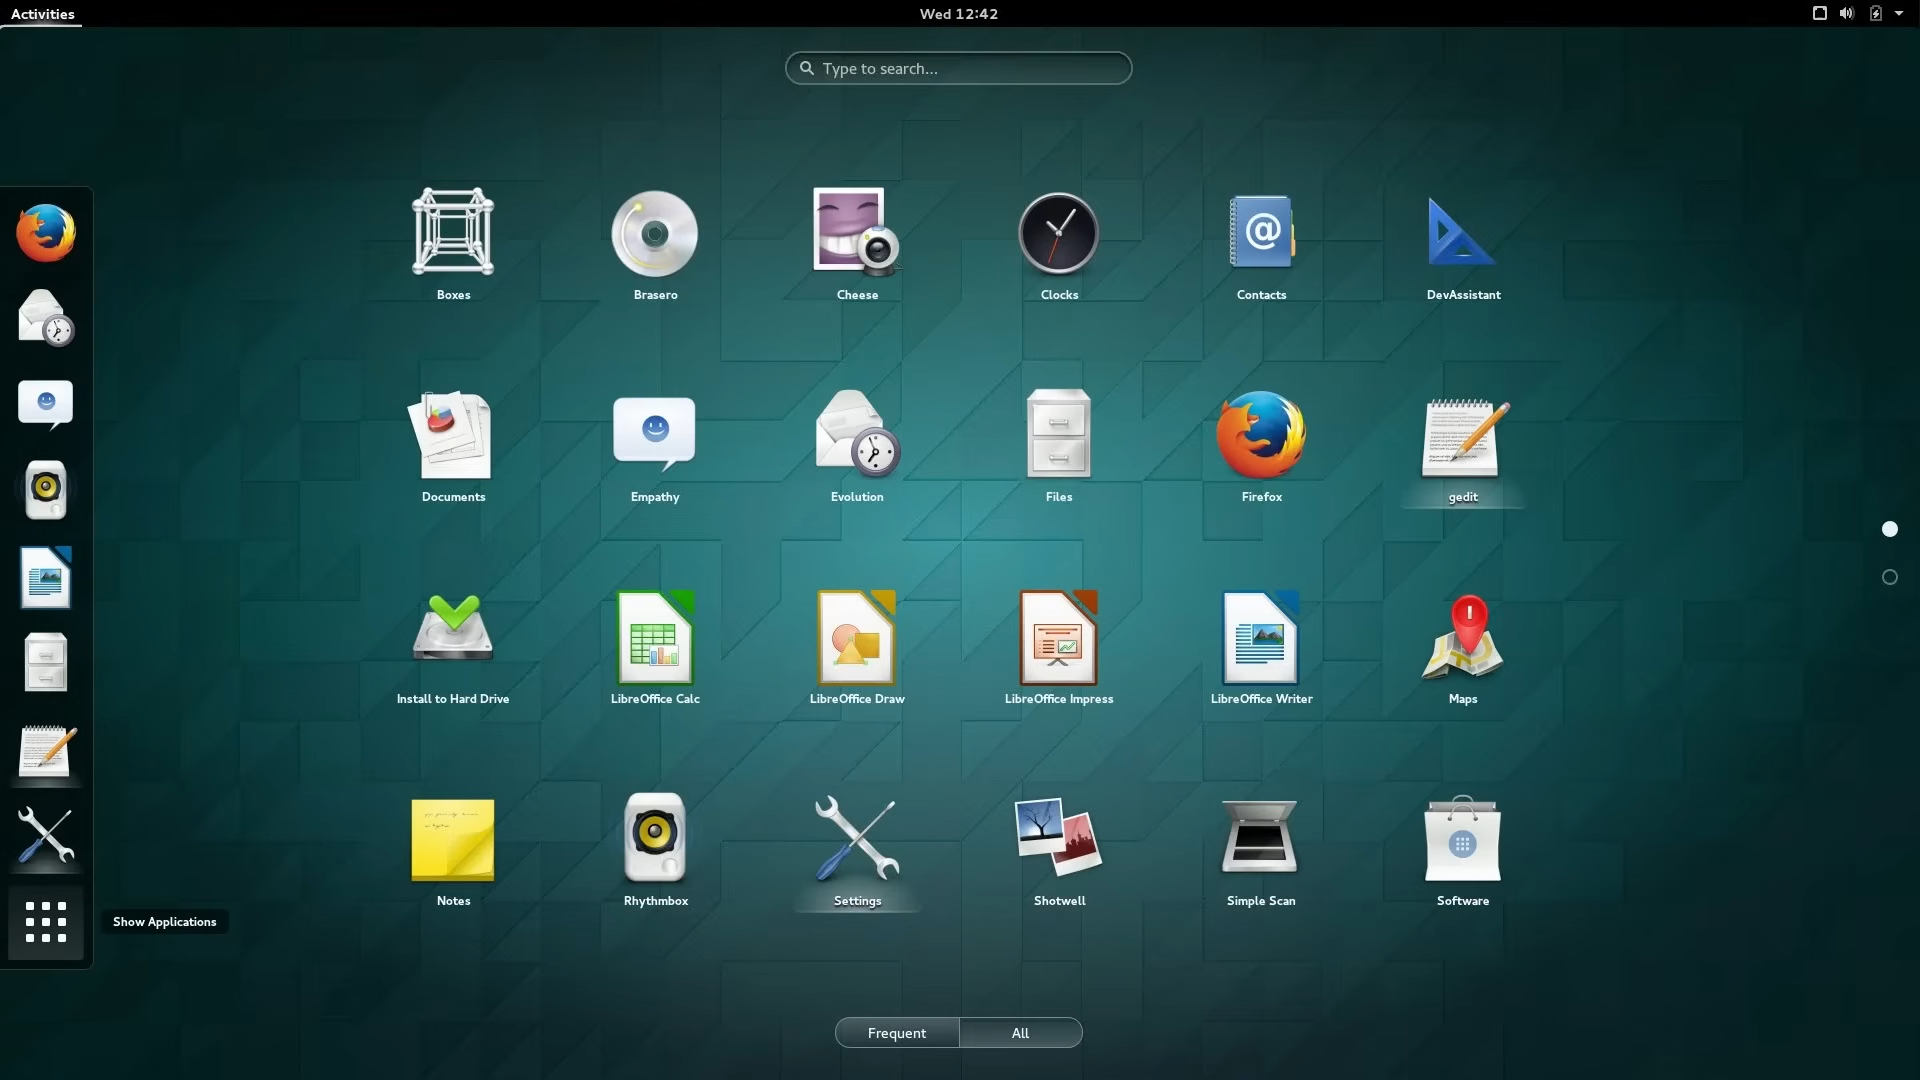 Activities
Wed 12:42
Type to search...
Boxes
Brasero
Cheese
Clocks
Contacts
DevAssistant
Documents
Empathy
Evolution
Files
Firefox
gedit
Install to Hard Drive
LibreOffice Calc
LibreOffice Draw
LibreOffice Impress
LibreOffice Writer
Maps
Notes
Rhythmbox
Settings
Shotwell
Simple Scan
Software
Show Applications
Frequent
All